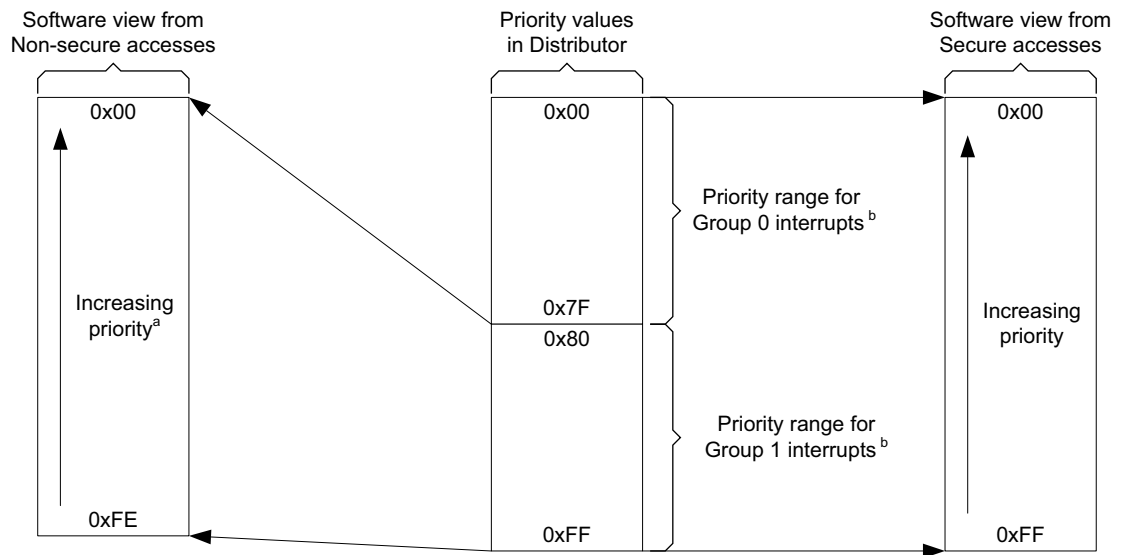 Software view from
Non-secure accesses
Priority values
in Distributor
Software view from
Secure accesses
0x00
0x00
0x00
Priority range for
Group 0 interrupts b
Increasing
prioritya
0x7F
0x80
Increasing
priority
Priority range for
Group 1 interrupts b
0xFE
0xFF
0xFF